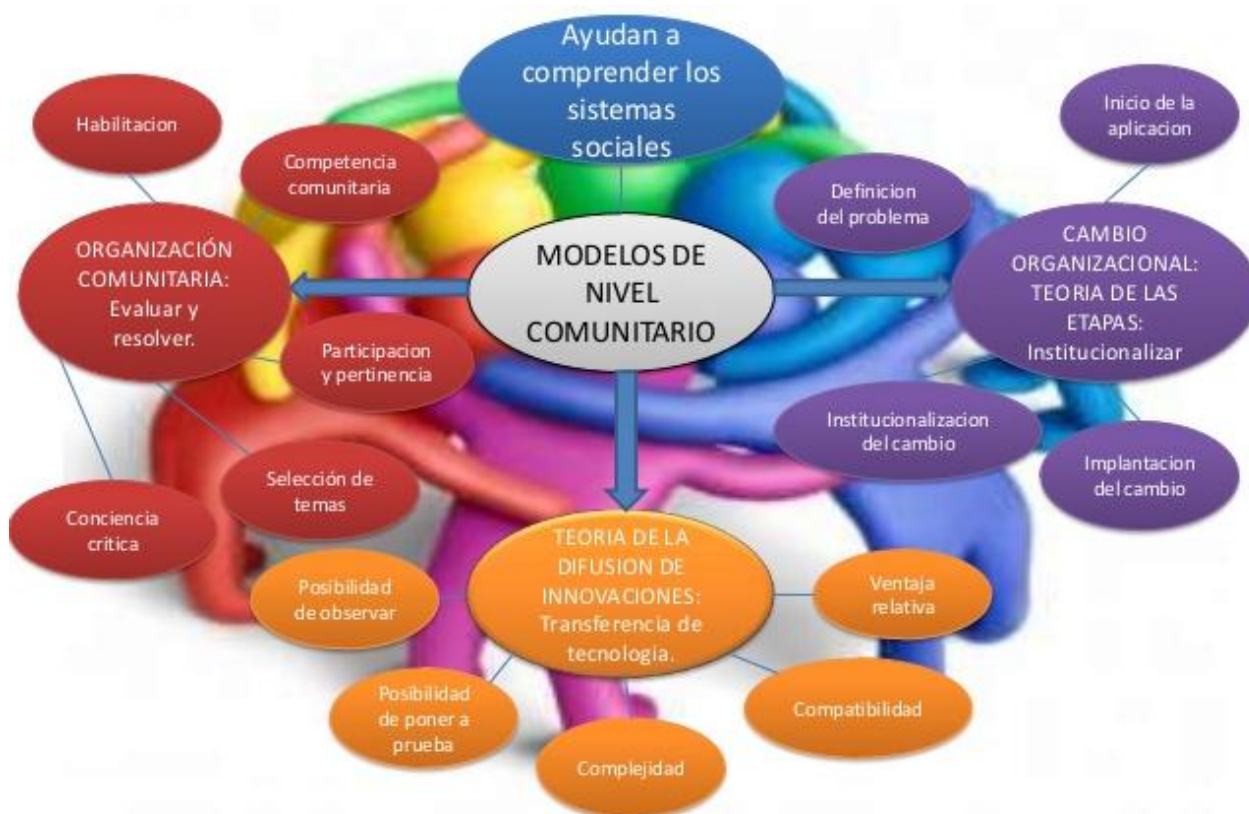 Ayudan a
comprender los
sistemas
sociales
Habilitacion
Competencia
comunitaria
ORGANIZACIÓN
COMUNITARIA:
Evaluar y
resolver.
Participacion
y pertinencia
Selección de
temas
Conciencia
critica
MODELOS DE
NIVEL
COMUNITARIO
Inicio de la
aplicacion
Definicion
del problema
CAMBIO
ORGANIZACIONAL:
TEORIA DE LAS
ETAPAS:
Institucionalizar
Institucionalizacion
del cambio
Implantacion
del cambio
TEORIA DE LA
DIFUSION DE
INNOVACIONES:
Transferencia de
tecnologia.
Posibilidad
de observar
Ventaja
relativa
Posibilidad
de poner a
prueba
Compatibilidad
Complejidad